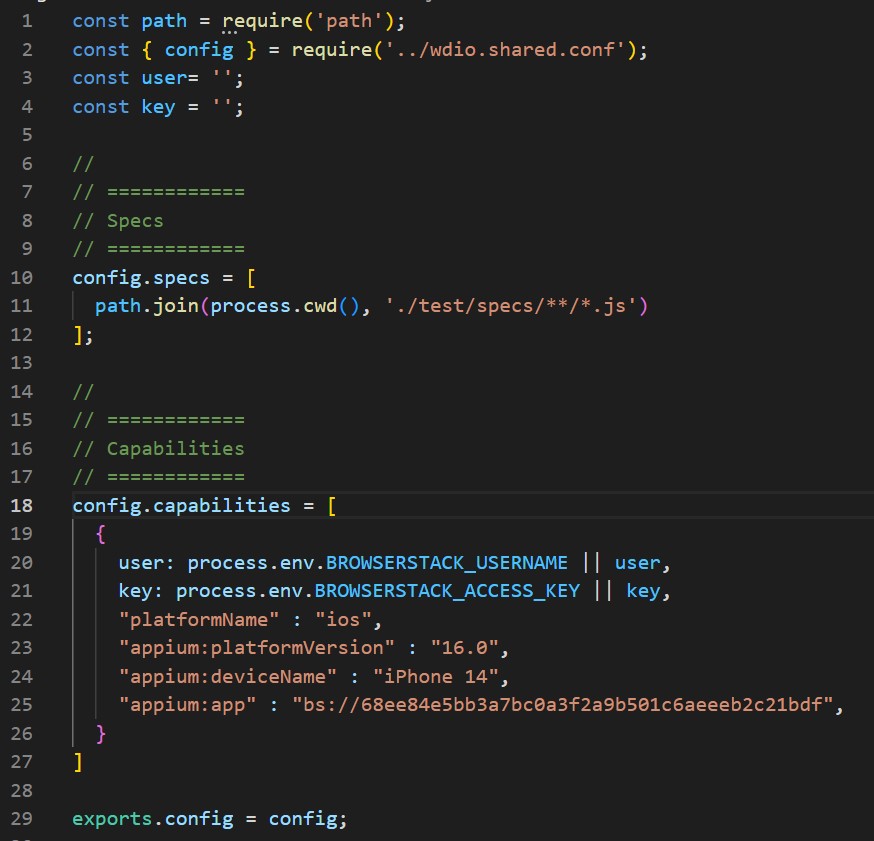 1 const path = require('path');
2 const { config } = require('../wdio.shared.conf');
3 const user= '';
4 const key = '';
5
6 //
7 // ============
8 // Specs
9 // ============
10 config.specs = [
11 path.join(process.cwd(), './test/specs/**/*.js')
12 ];
13
14 //
15 // ============
16 // Capabilities
17 // ============
18 config.capabilities = [
19 {
20 user: process.env.BROWSERSTACK_USERNAME || user,
21 key: process.env.BROWSERSTACK_ACCESS_KEY || key,
22 "platformName" : "ios",
23 "appium:platformVersion" : "16.0",
24 "appium:deviceName" : "iPhone 14",
25 "appium:app" : "bs://68ee84e5bb3a7bc0a3f2a9b501c6aeeeb2c21bdf",
26 }
27 ]
28
29 exports.config = config;